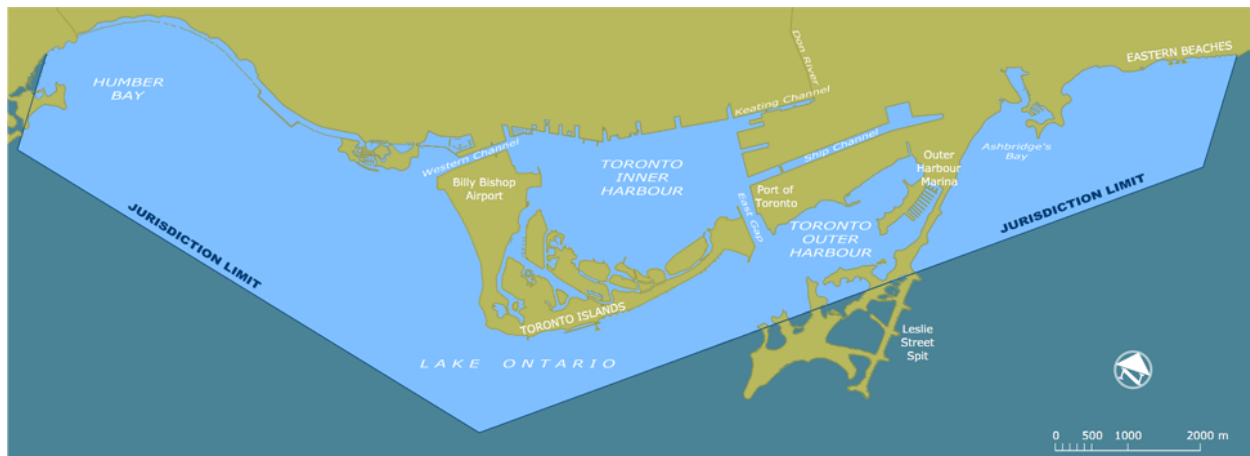 HUMBER
BAY
Don River
EASTERN BEACHES
Keating Channel
Western Channel
Ship Channel
Ashbridge's
Bay
TORONTO
INNER
HARBOUR
Billy Bishop
Airport
Port of
Toronto
Outer
Harbour
Marina
East Gap
TORONTO
OUTER
HARBOUR
JURISDICTION LIMIT
JURISDICTION LIMIT
TORONTO ISLANDS
LAKE ONTARIO
Leslie
Street
Spit
N
0 500 1000 2000 m